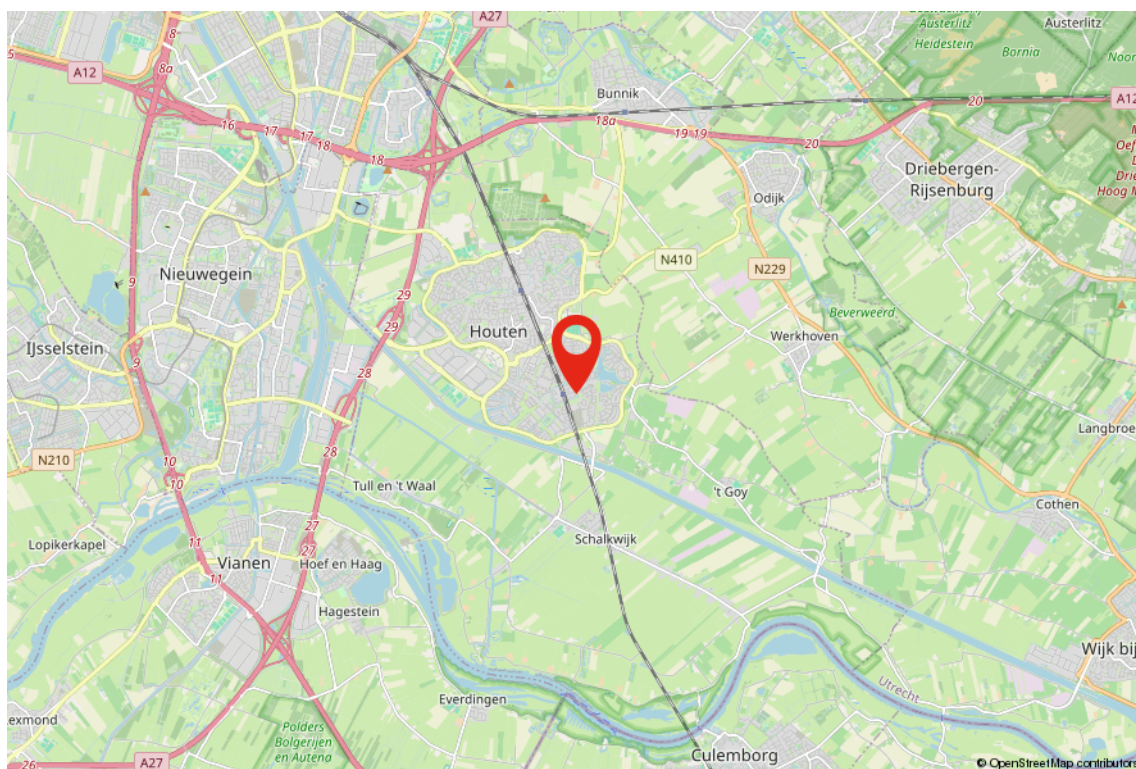 A27
Austerlitz
Heidestein
Bornia
Austerlitz
8
5
A12
8a
Bunnik
16
17
17
18
18
18a
19 19
20
20
A12
Driebergen-
Rijsenburg
Odijk
9
Nieuwegein
N410
N229
29
29
Houten
Beverweerd
Werkhoven
IJsselstein
9
28
28
Langbroe
N210
10
10
Tull en 't Waal
't Goy
Cothen
Lopikerkapel
11
11
Vianen
27
27
Hoef en Haag
Schalkwijk
Hagestein
Wijk bij
Utrecht
Everdingen
exmond
Polders
Bolgerijen
en Autena
26
A27
Culemborg
© OpenStreetMap contributors